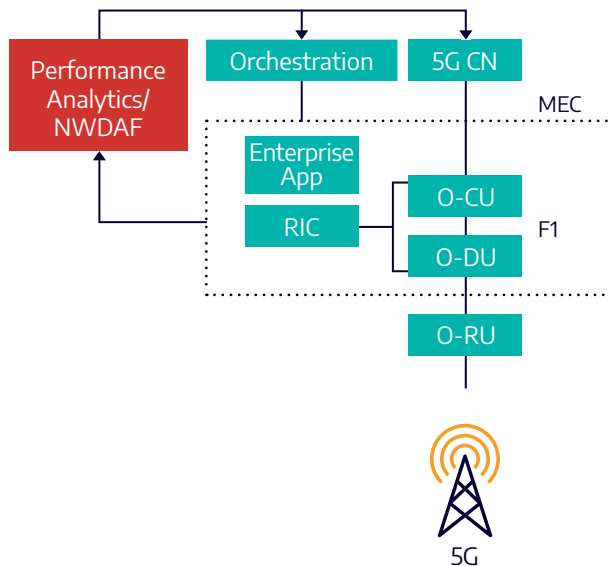 Performance
Analytics/
NWDAF
Orchestration
5G CN
MEC
Enterprise
App
RIC
O-CU
F1
O-DU
O-RU
5G